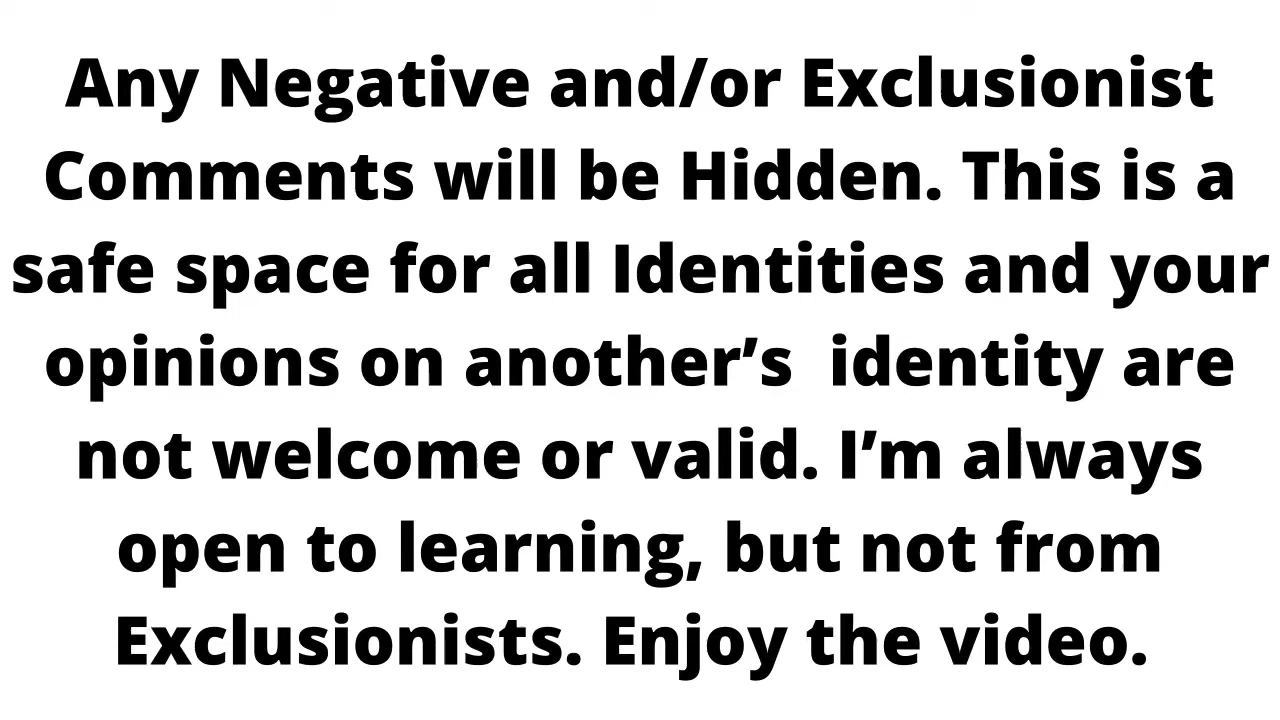 Any Negative and/or Exclusionist
Comments will be Hidden. This is a
safe space for all Identities and your
opinions on another’s  identity are
not welcome or valid. I’m always
open to learning, but not from
Exclusionists. Enjoy the video.